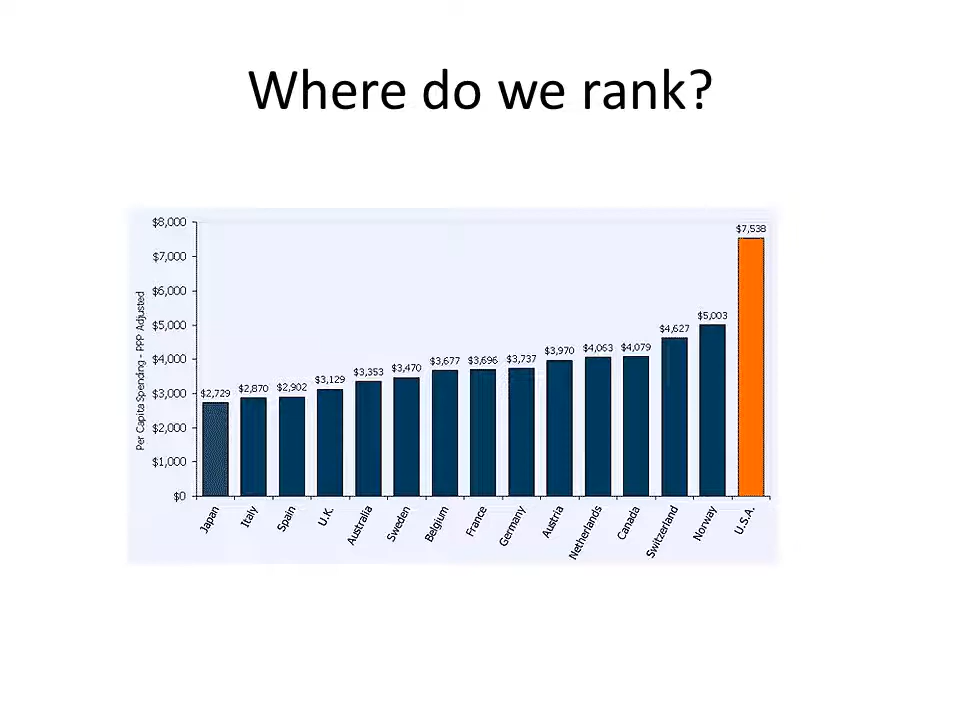 Where do we rank?
$8,000
$7,000
$6,000
$5,000
$4,000
$3,000
$2,000
$1,000
$0
Per Capita Spending - PPP Adjusted
$2,729
$2,870
$2,902
$3,129
$3,353
$3,470
$3,677
$3,696
$3,737
$3,970
$4,063
$4,079
$4,627
$5,003
$7,538
Japan
Italy
Spain
U.K.
Australia
Sweden
Belgium
France
Germany
Austria
Netherlands
Canada
Switzerland
Norway
U.S.A.